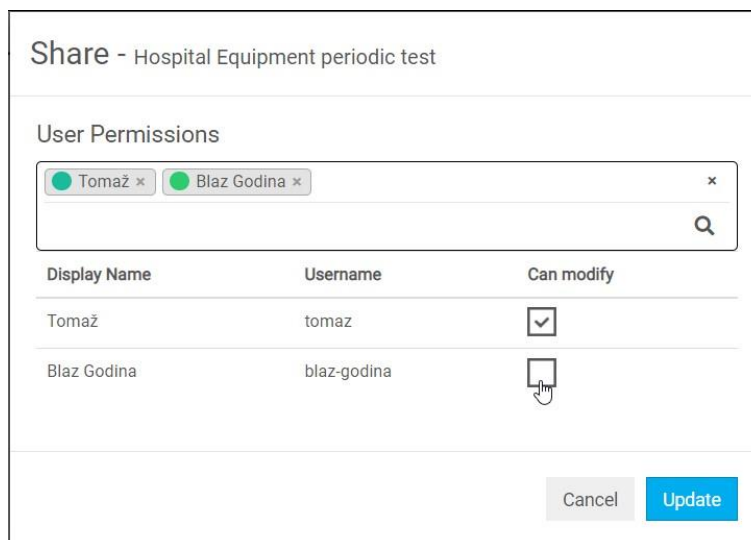 Share - Hospital Equipment periodic test
User Permissions
Tomaž × Blaz Godina × ×
Display Name Username Can modify
Tomaž tomaz
Blaz Godina blaz-godina
Cancel Update